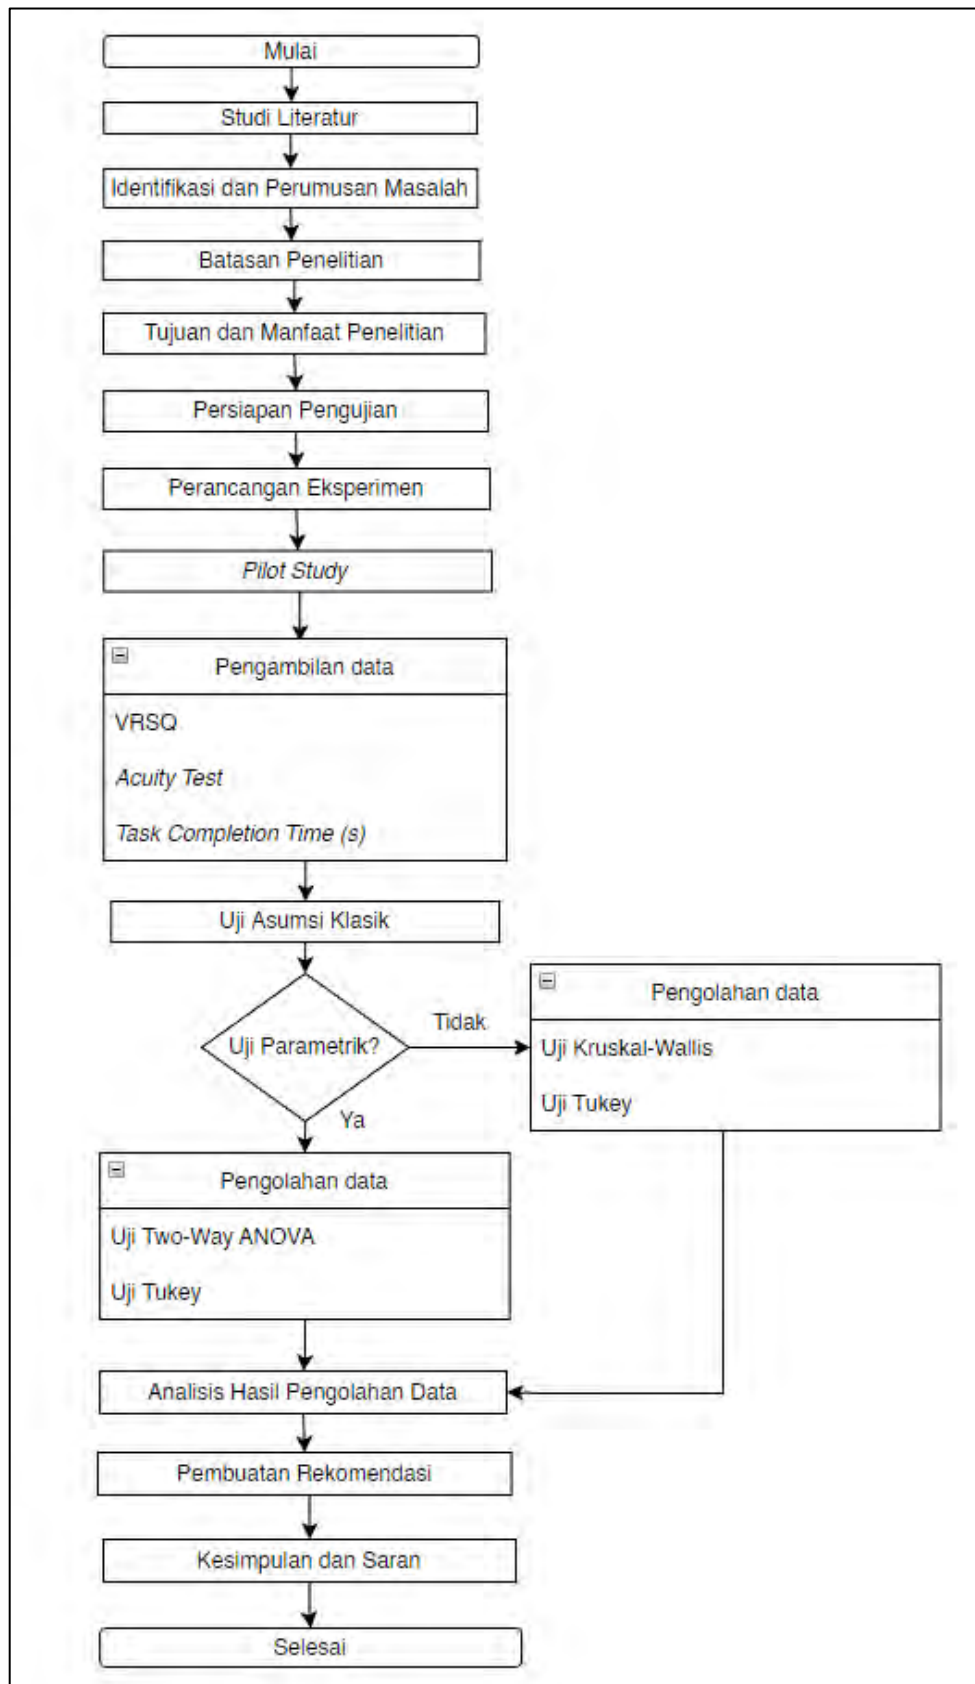 Mulai
Studi Literatur
Identifikasi dan Perumusan Masalah
Batasan Penelitian
Tujuan dan Manfaat Penelitian
Persiapan Pengujian
Perancangan Eksperimen
Pilot Study
Pengambilan data
VRSQ
Acuity Test
Task Completion Time (s)
Uji Asumsi Klasik
Uji Parametrik?
Tidak
Ya
Pengolahan data
Uji Kruskal-Wallis
Uji Tukey
Pengolahan data
Uji Two-Way ANOVA
Uji Tukey
Analisis Hasil Pengolahan Data
Pembuatan Rekomendasi
Kesimpulan dan Saran
Selesai